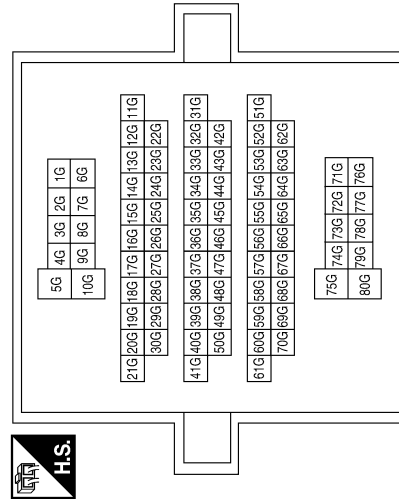 H.S.
5G 4G 3G 2G 1G
10G 9G 8G 7G 6G
21G 20G 19G 18G 17G 16G 15G 14G 13G 12G 11G
30G 29G 28G 27G 26G 25G 24G 23G 22G
41G 40G 39G 38G 37G 36G 35G 34G 33G 32G 31G
50G 49G 48G 47G 46G 45G 44G 43G 42G
61G 60G 59G 58G 57G 56G 55G 54G 53G 52G 51G
70G 69G 68G 67G 66G 65G 64G 63G 62G
75G 74G 73G 72G 71G
80G 79G 78G 77G 76G